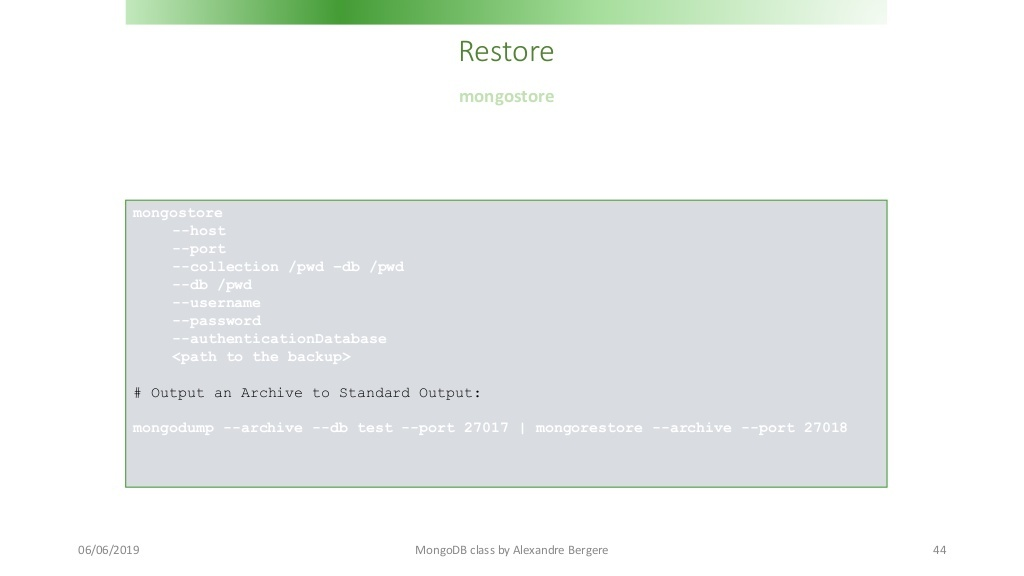 Restore
mongostore
mongostore
--host
--port
--collection /pwd –db /pwd
--db /pwd
--username
--password
--authenticationDatabase
<path to the backup>
# Output an Archive to Standard Output:
mongodump --archive --db test --port 27017 | mongorestore --archive --port 27018
06/06/2019
MongoDB class by Alexandre Bergere
44